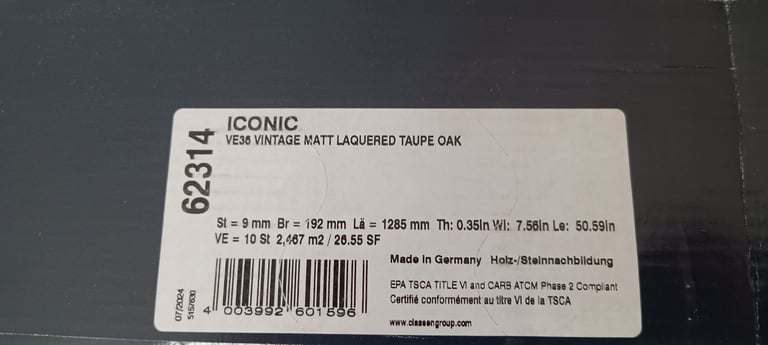 62314
ICONIC
VE36 VINTAGE MATT LAQUERED TAUPE OAK
St = 9 mm Br = 192 mm Lä = 1285 mm Th: 0.35in Wi: 7.56in Le: 50.59in
VE = 10 St 2,467 m2 / 26.55 SF
Made in Germany Holz-/Steinnachbildung
EPA TSCA TITLE VI and CARB ATCM Phase 2 Compliant
Certifié conformément au titre VI de la TSCA
www.classengroup.com
07/2024
5157630
4 003992 601596